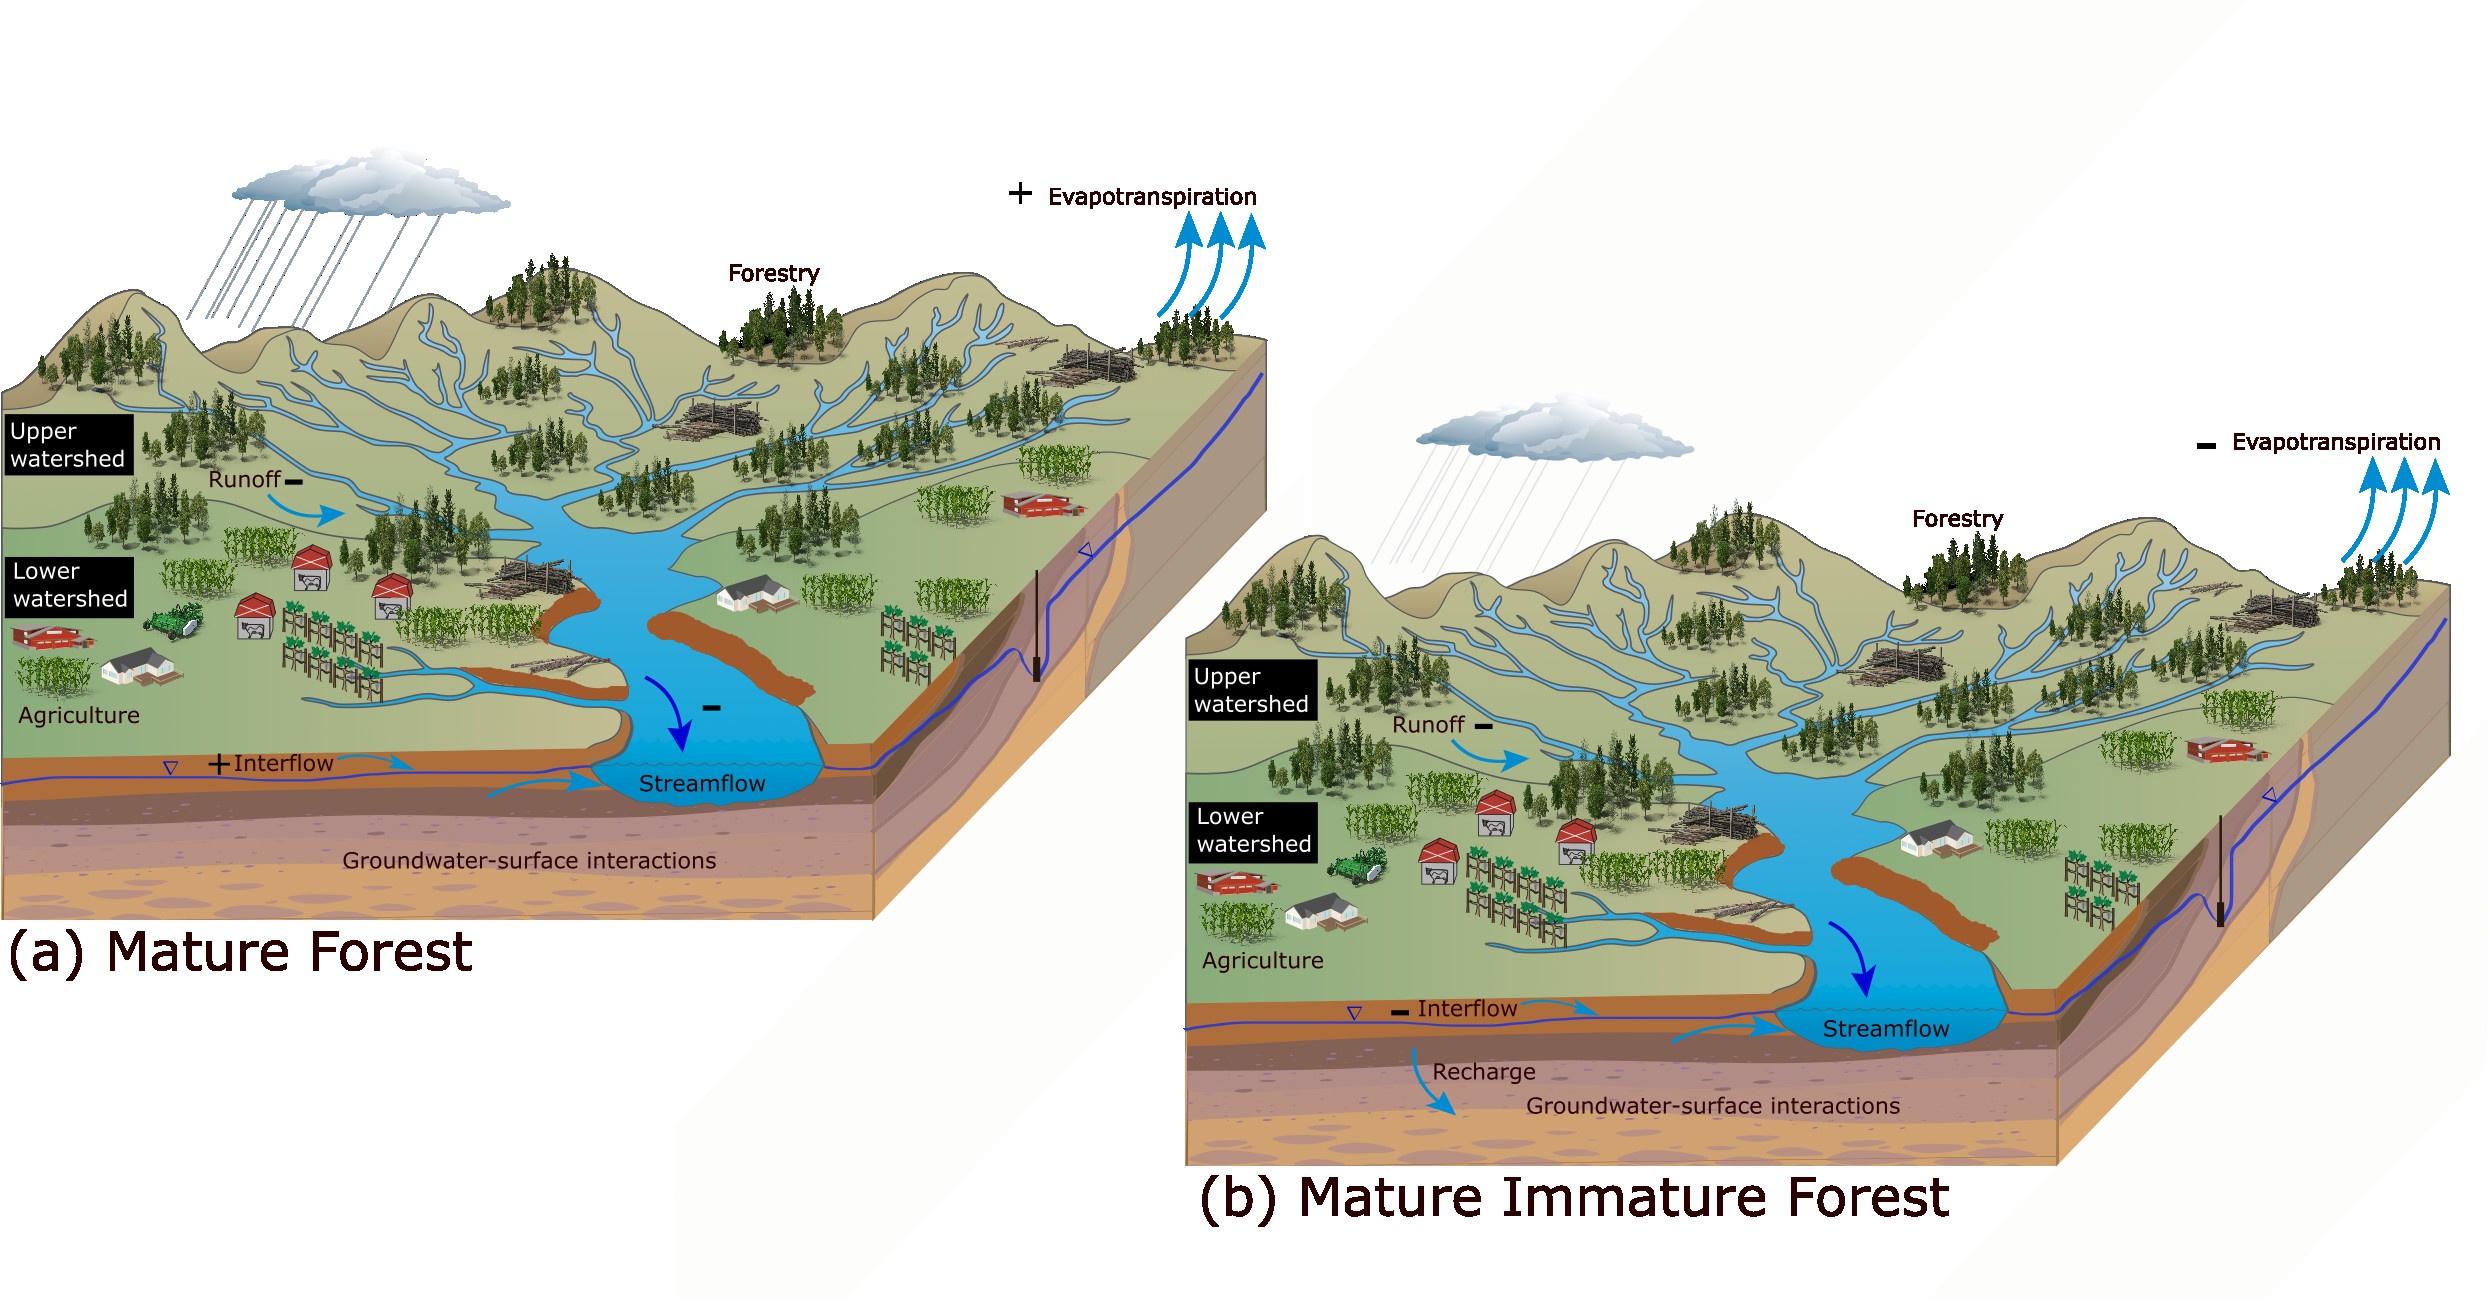 + Evapotranspiration
Forestry
Upper
watershed
Runoff -
Lower
watershed
Agriculture
-
+ Interflow
Streamflow
Groundwater-surface interactions
(a) Mature Forest
- Evapotranspiration
Forestry
Upper
watershed
Runoff -
Lower
watershed
Agriculture
- Interflow
Streamflow
Recharge
Groundwater-surface interactions
(b) Mature Immature Forest